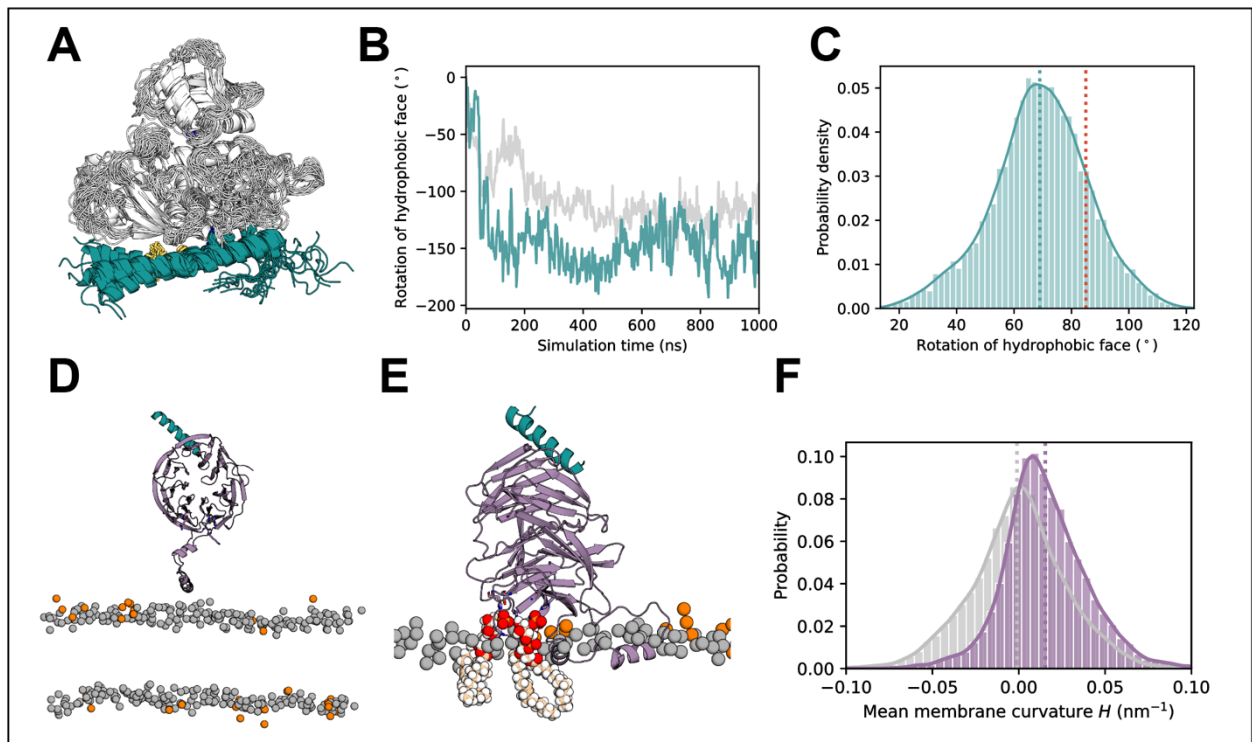 A
B
C
Rotation of hydrophobic face (°)
0
−50
−100
−150
−200
0
200
400
600
800
1000
Simulation time (ns)
Probability density
0.05
0.04
0.03
0.02
0.01
0.00
20
40
60
80
100
120
Rotation of hydrophobic face (°)
D
E
F
Probability
0.10
0.08
0.06
0.04
0.02
0.00
−0.10
−0.05
0.00
0.05
0.10
Mean membrane curvature H (nm⁻¹)